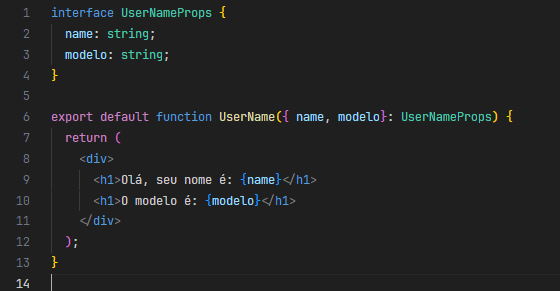 1 interface UserNameProps {
2   name: string;
3   modelo: string;
4 }
5
6 export default function UserName({ name, modelo}: UserNameProps) {
7   return (
8     <div>
9       <h1>Olá, seu nome é: {name}</h1>
10       <h1>O modelo é: {modelo}</h1>
11     </div>
12   );
13 }
14